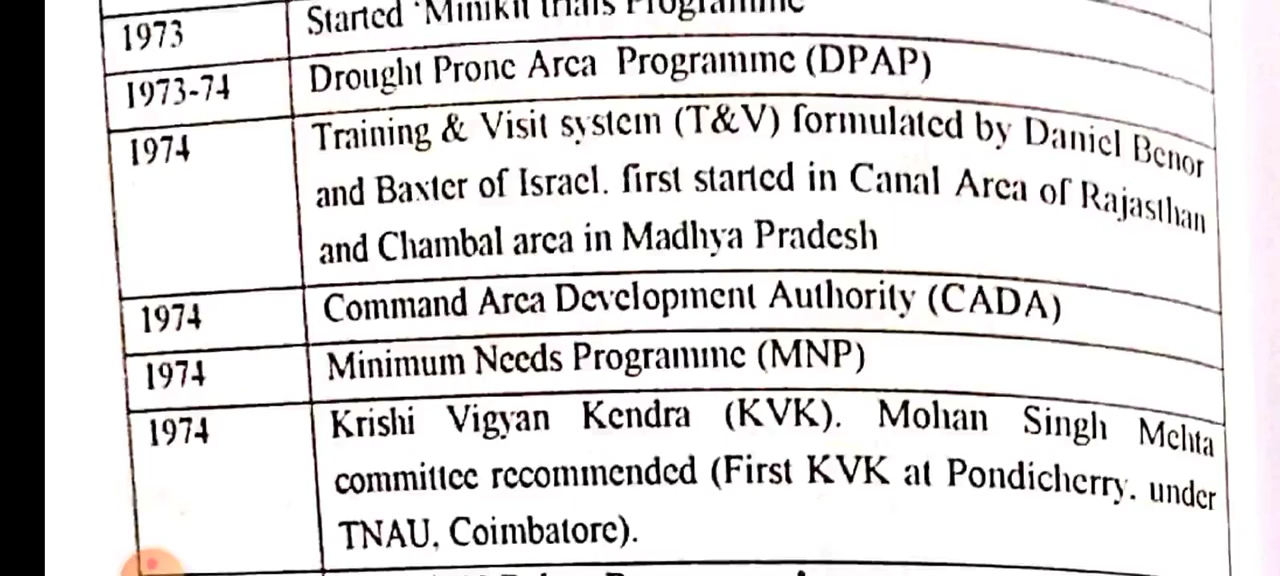 1973 Started 'Minikit trials Programme
1973-74 Drought Prone Area Programme (DPAP)
1974 Training & Visit system (T&V) formulated by Daniel Benor
and Baxter of Israel. first started in Canal Area of Rajasthan
and Chambal area in Madhya Pradesh
1974 Command Area Development Authority (CADA)
1974 Minimum Needs Programme (MNP)
1974 Krishi Vigyan Kendra (KVK). Mohan Singh Mehta
committee recommended (First KVK at Pondicherry. under
TNAU, Coimbatore).